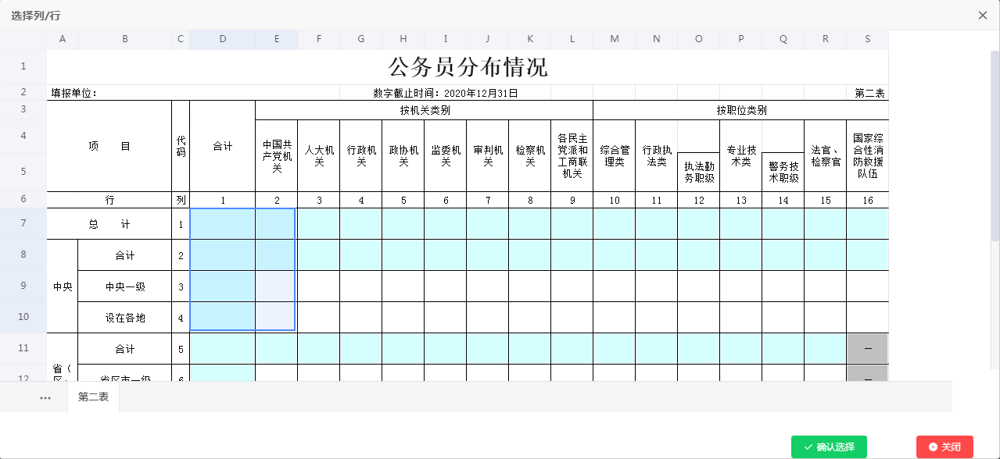 选择列/行
A B C D E F G H I J K L M N O P Q R S
1 公务员分布情况
2 填报单位: 数字截止时间: 2020年12月31日 第二表
3 按机关类别 按职位类别
4
5
项 目
代码
合计
中国共产党机关
人大机关
行政机关
政协机关
监委机关
审判机关
检察机关
各民主党派和工商联机关
综合管理类
行政执法类
执法勤务职级
专业技术类
警务技术职级
法官、检察官
国家综合性消防救援队伍
6 行 列 1 2 3 4 5 6 7 8 9 10 11 12 13 14 15 16
7 总 计 1
8 合计 2
中央
9 中央一级 3
10 设在各地 4
11 合计 5 —
省(区、
12 省区市一级 6 —
... 第二表
确认选择 关闭